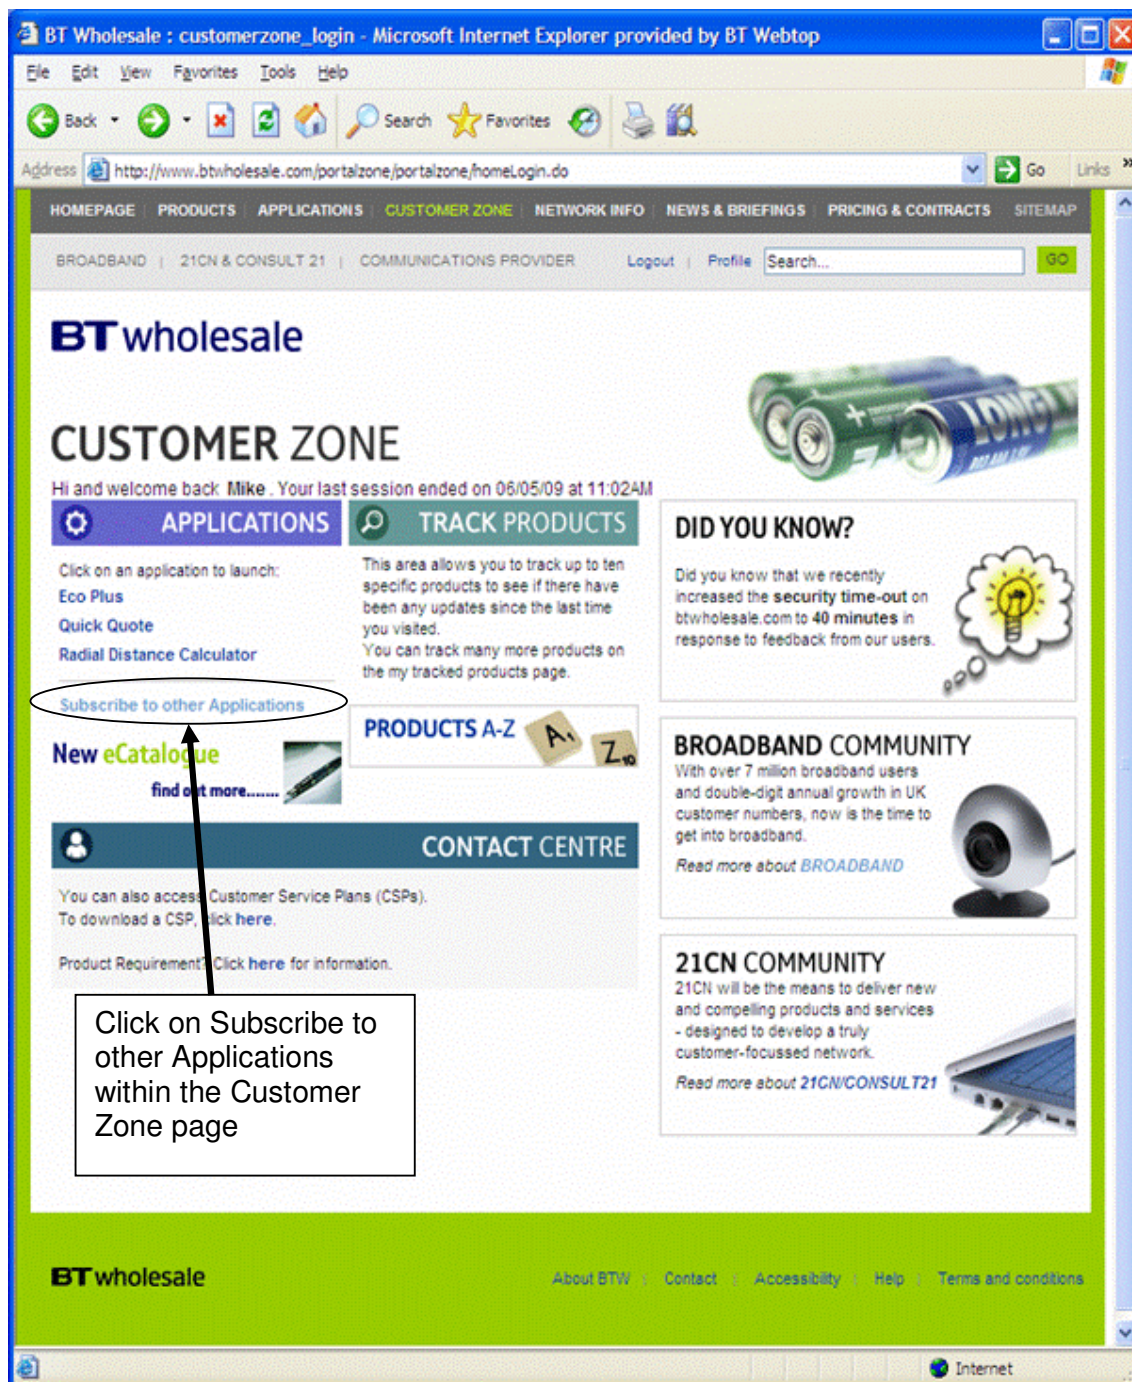 BT Wholesale : customerzone_login - Microsoft Internet Explorer provided by BT Webtop
File Edit View Favorites Tools Help
Back Search Favorites
Address http://www.btwholesale.com/portalzone/portalzone/homeLogin.do Go Links »
HOMEPAGE | PRODUCTS | APPLICATIONS | CUSTOMER ZONE | NETWORK INFO | NEWS & BRIEFINGS | PRICING & CONTRACTS SITEMAP
BROADBAND | 21CN & CONSULT 21 | COMMUNICATIONS PROVIDER Logout | Profile Search... GO
BT wholesale
LONG
CUSTOMER ZONE
Hi and welcome back Mike . Your last session ended on 06/05/09 at 11:02AM
APPLICATIONS
Click on an application to launch:
Eco Plus
Quick Quote
Radial Distance Calculator
Subscribe to other Applications
New eCatalogue
find out more.......
TRACK PRODUCTS
This area allows you to track up to ten
specific products to see if there have
been any updates since the last time
you visited.
You can track many more products on
the my tracked products page.
PRODUCTS A-Z
A1
Z10
DID YOU KNOW?
Did you know that we recently
increased the security time-out on
btwholesale.com to 40 minutes in
response to feedback from our users.
BROADBAND COMMUNITY
With over 7 million broadband users
and double-digit annual growth in UK
customer numbers, now is the time to
get into broadband.
Read more about BROADBAND
CONTACT CENTRE
You can also access Customer Service Plans (CSPs).
To download a CSP, click here.
Product Requirement? Click here for information.
21CN COMMUNITY
21CN will be the means to deliver new
and compelling products and services
- designed to develop a truly
customer-focussed network.
Read more about 21CN/CONSULT21
Click on Subscribe to
other Applications
within the Customer
Zone page
BT wholesale
About BTW | Contact | Accessibility | Help | Terms and conditions
Internet